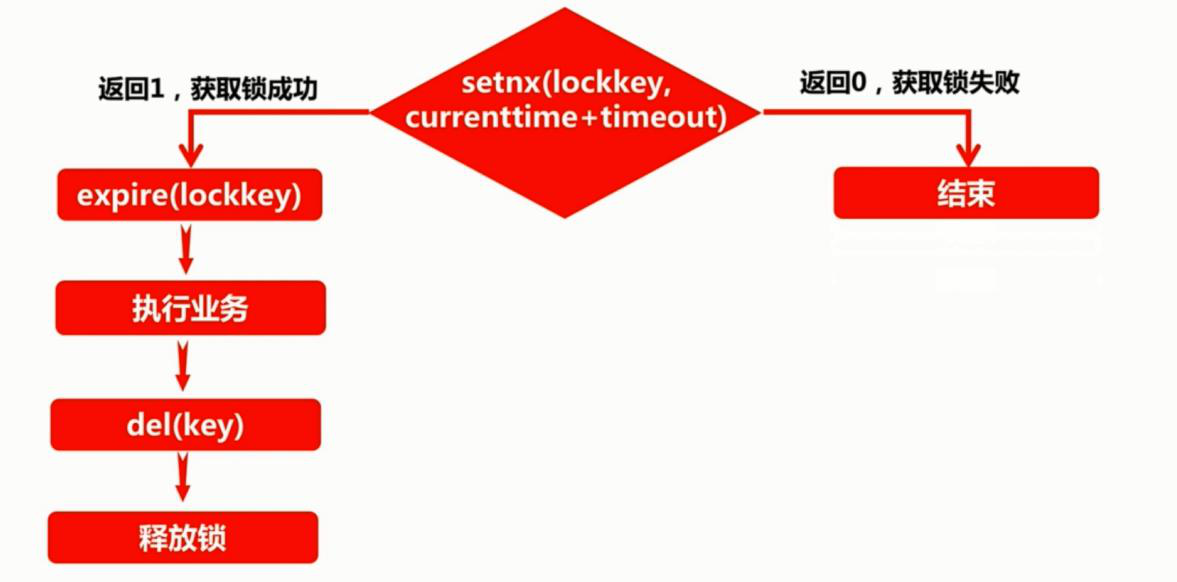 setnx(lockkey,
currenttime+timeout)
返回1，获取锁成功
返回0，获取锁失败
expire(lockkey)
结束
执行业务
del(key)
释放锁